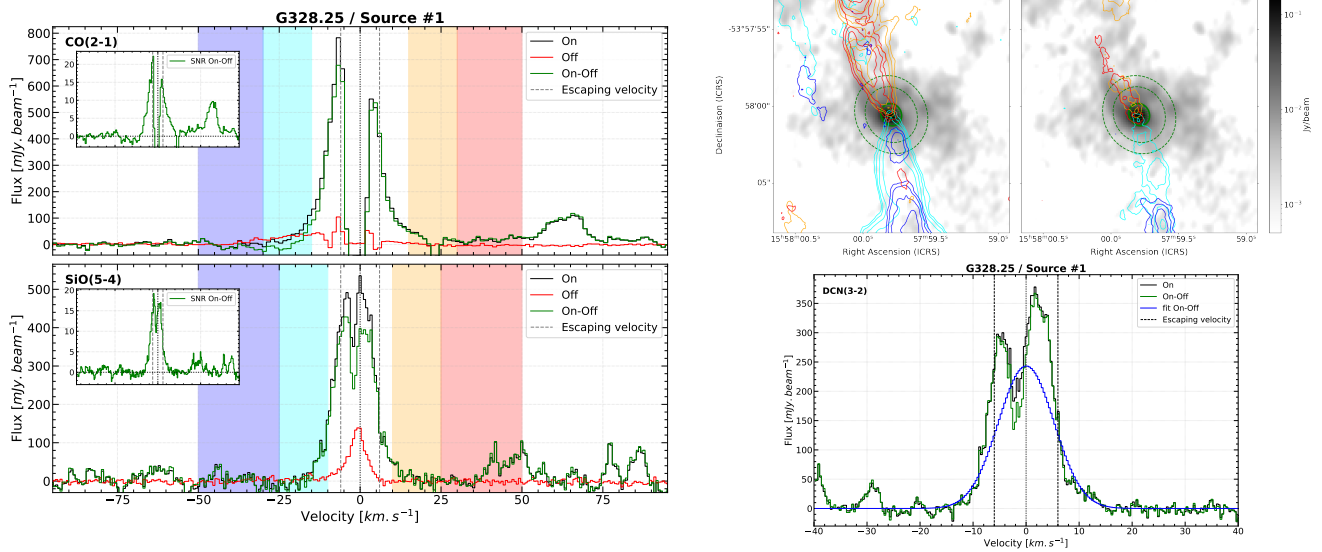 G328.25 / Source #1
CO(2-1)
SNR On-Off
20
15
10
5
0
On
Off
On-Off
Escaping velocity
800
700
600
500
400
300
200
100
0
Flux [mJy. beam⁻¹]
SiO(5-4)
SNR On-Off
20
15
10
5
0
On
Off
On-Off
Escaping velocity
500
400
300
200
100
0
Flux [mJy. beam⁻¹]
−75 −50 −25 0 25 50 75
Velocity [km. s⁻¹]
-53°57'55"
58'00"
05"
Declinaison (ICRS)
15ʰ58ᵐ00.5ˢ 00.0ˢ 57ᵐ59.5ˢ
Right Ascension (ICRS)
00.0ˢ 57ᵐ59.5ˢ 59.0ˢ
Right Ascension (ICRS)
10⁻¹
10⁻²
10⁻³
Jy/beam
G328.25 / Source #1
DCN(3-2)
On
On-Off
fit On-Off
Escaping velocity
350
300
250
200
150
100
50
0
Flux [mJy. beam⁻¹]
−40 −30 −20 −10 0 10 20 30 40
Velocity [km. s⁻¹]